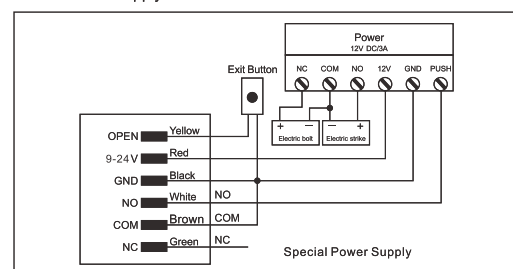 Power
12V DC/3A
NC COM NO 12V GND PUSH
Exit Button
+ − − +
Electric bolt Electric strike
OPEN Yellow
9-24V Red
GND Black
NO White NO
COM Brown COM
NC Green NC
Special Power Supply